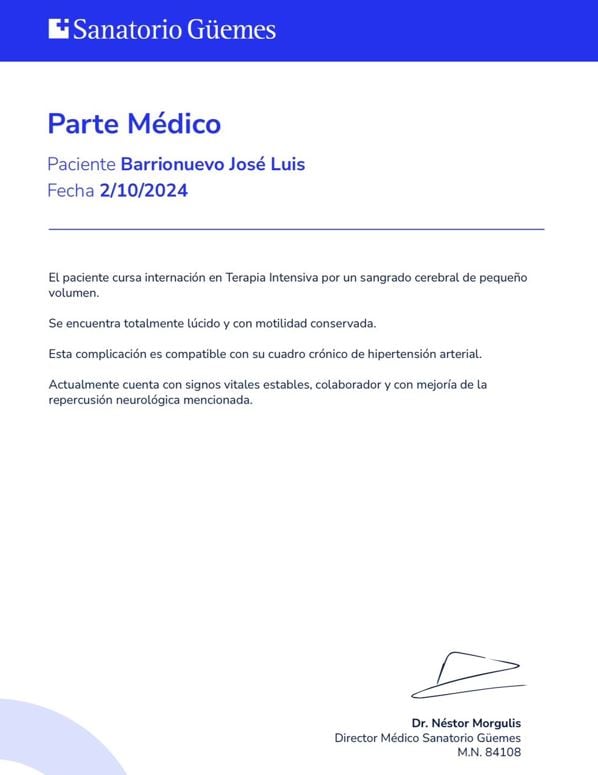 Sanatorio Güemes
Parte Médico
Paciente Barrionuevo José Luis
Fecha 2/10/2024
El paciente cursa internación en Terapia Intensiva por un sangrado cerebral de pequeño
volumen.
Se encuentra totalmente lúcido y con motilidad conservada.
Esta complicación es compatible con su cuadro crónico de hipertensión arterial.
Actualmente cuenta con signos vitales estables, colaborador y con mejoría de la
repercusión neurológica mencionada.
Dr. Néstor Morgulis
Director Médico Sanatorio Güemes
M.N. 84108